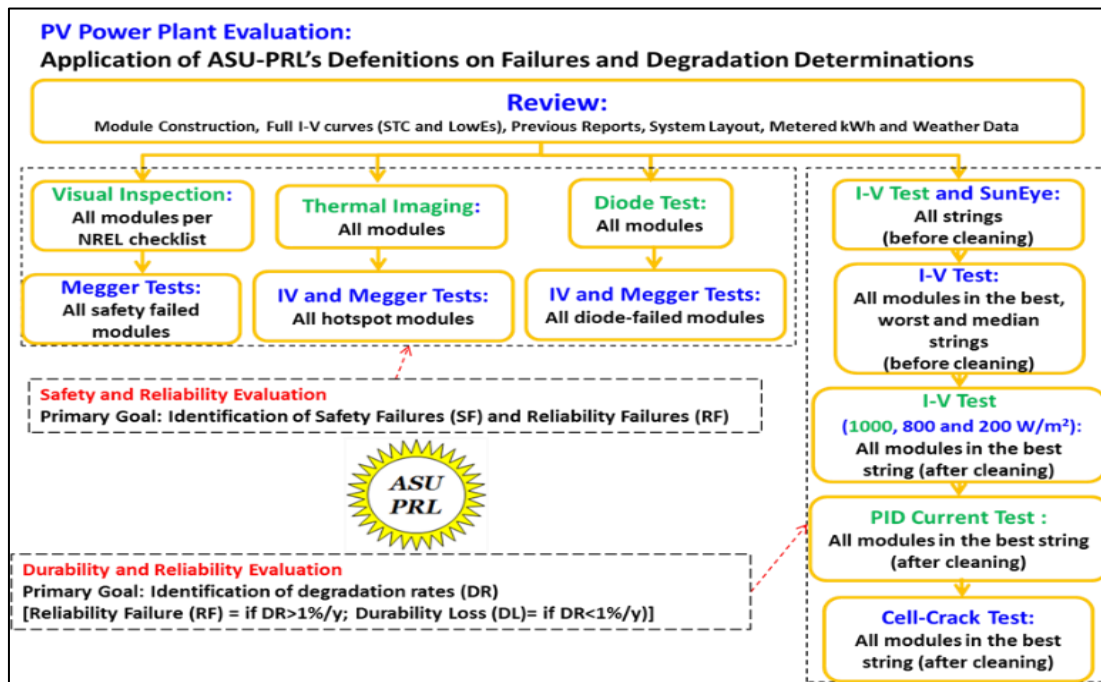 PV Power Plant Evaluation:
Application of ASU-PRL's Defenitions on Failures and Degradation Determinations
Review:
Module Construction, Full I-V curves (STC and LowEs), Previous Reports, System Layout, Metered kWh and Weather Data
Visual Inspection:
All modules per
NREL checklist
Megger Tests:
All safety failed
modules
Thermal Imaging:
All modules
IV and Megger Tests:
All hotspot modules
Diode Test:
All modules
IV and Megger Tests:
All diode-failed modules
I-V Test and SunEye:
All strings
(before cleaning)
I-V Test:
All modules in the best,
worst and median
strings
(before cleaning)
I-V Test
(1000, 800 and 200 W/m²):
All modules in the best
string (after cleaning)
PID Current Test :
All modules in the best string
(after cleaning)
Cell-Crack Test:
All modules in the best
string (after cleaning)
Safety and Reliability Evaluation
Primary Goal: Identification of Safety Failures (SF) and Reliability Failures (RF)
ASU
PRL
Durability and Reliability Evaluation
Primary Goal: Identification of degradation rates (DR)
[Reliability Failure (RF) = if DR>1%/y; Durability Loss (DL)= if DR<1%/y)]